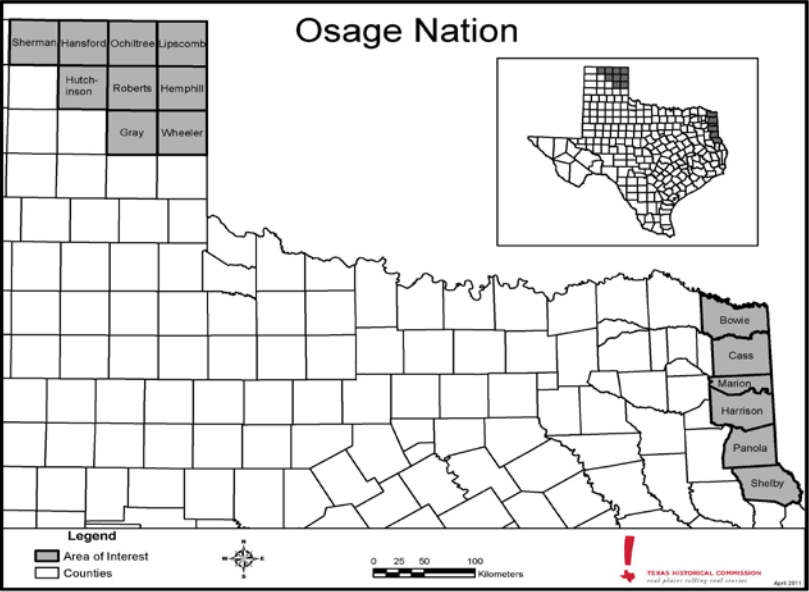 Osage Nation
Sherman Hansford Ochiltree Lipscomb
Hutch-
inson Roberts Hemphill
Gray Wheeler
Bowie
Cass
Marion
Harrison
Panola
Shelby
Legend
Area of Interest
Counties
N
W E
S
0 25 50 100
Kilometers
TEXAS HISTORICAL COMMISSION
real places telling real stories
April 2011